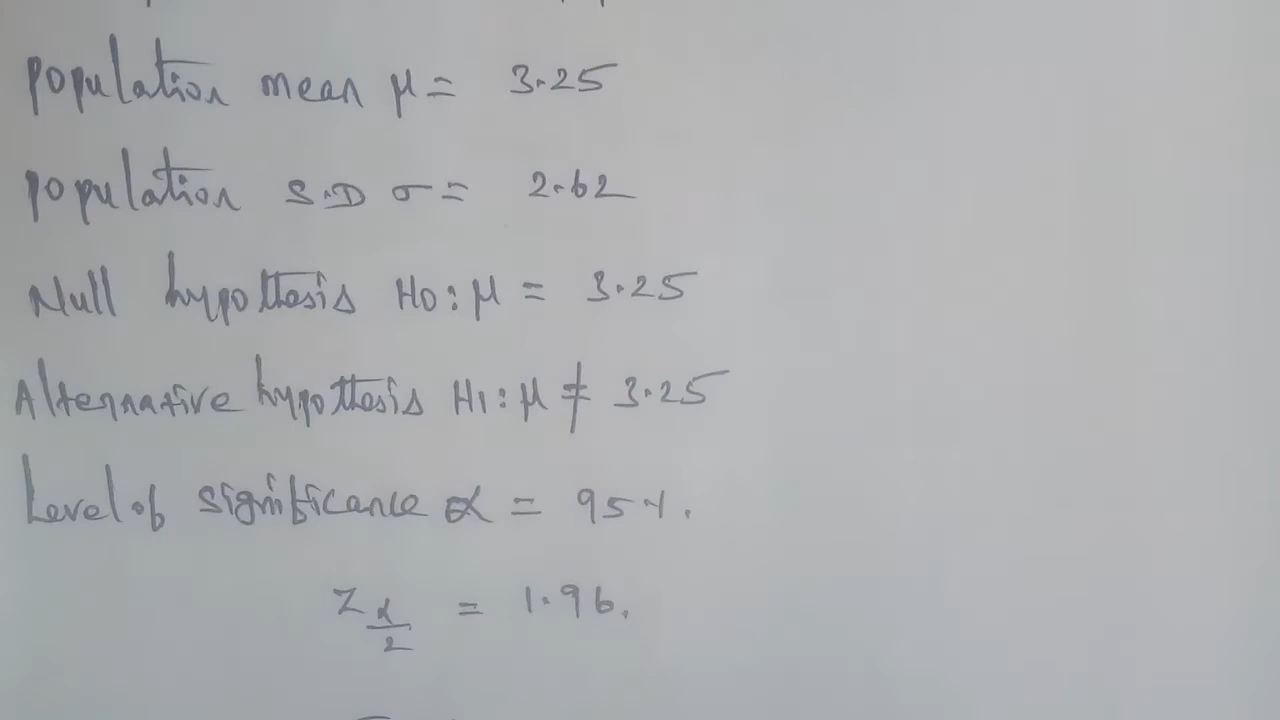 population mean μ = 3.25
population S.D σ = 2.62
Null hypothesis H0 : μ = 3.25
Alternative hypothesis H1 : μ ≠ 3.25
Level of significance α = 95%.
Z α/2 = 1.96.